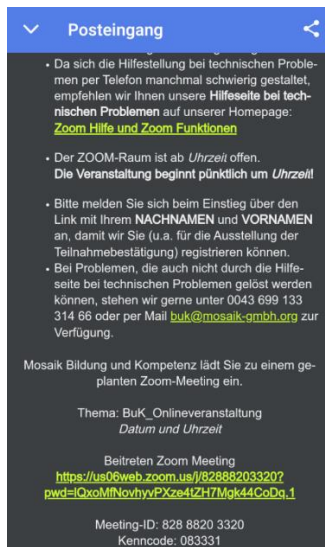 Posteingang
• Da sich die Hilfestellung bei technischen Proble-
men per Telefon manchmal schwierig gestaltet,
empfehlen wir Ihnen unsere Hilfeseite bei tech-
nischen Problemen auf unserer Homepage:
Zoom Hilfe und Zoom Funktionen
• Der ZOOM-Raum ist ab Uhrzeit offen.
Die Veranstaltung beginnt pünktlich um Uhrzeit!
• Bitte melden Sie sich beim Einstieg über den
Link mit Ihrem NACHNAMEN und VORNAMEN
an, damit wir Sie (u.a. für die Ausstellung der
Teilnahmebestätigung) registrieren können.
• Bei Problemen, die auch nicht durch die Hilfe-
seite bei technischen Problemen gelöst werden
können, stehen wir gerne unter 0043 699 133
314 66 oder per Mail buk@mosaik-gmbh.org zur
Verfügung.
Mosaik Bildung und Kompetenz lädt Sie zu einem ge-
planten Zoom-Meeting ein.
Thema: BuK_Onlineveranstaltung
Datum und Uhrzeit
Beitreten Zoom Meeting
https://us06web.zoom.us/j/82888203320?
pwd=IQxoMfNovhyvPXze4tZH7Mgk44CoDq.1
Meeting-ID: 828 8820 3320
Kenncode: 083331